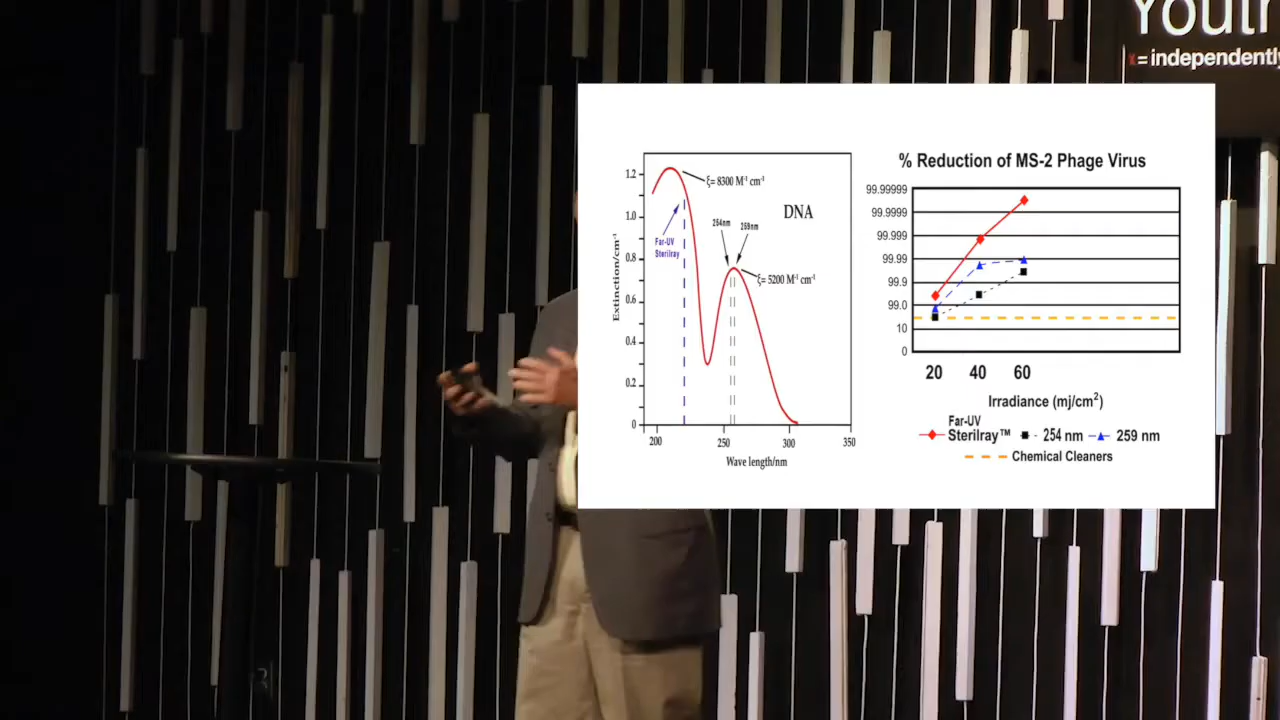 Youth
x=independently
1.2
1.0
0.8
0.6
0.4
0.2
0
Extinction/cm⁻¹
ξ= 8300 M⁻¹ cm⁻¹
DNA
254nm
259nm
Far-UV
Sterilray
ξ= 5200 M⁻¹ cm⁻¹
200
250
300
350
Wave length/nm
% Reduction of MS-2 Phage Virus
99.99999
99.9999
99.999
99.99
99.9
99.0
10
0
20 40 60
Irradiance (mj/cm²)
Far-UV
Sterilray™ 254 nm 259 nm
Chemical Cleaners